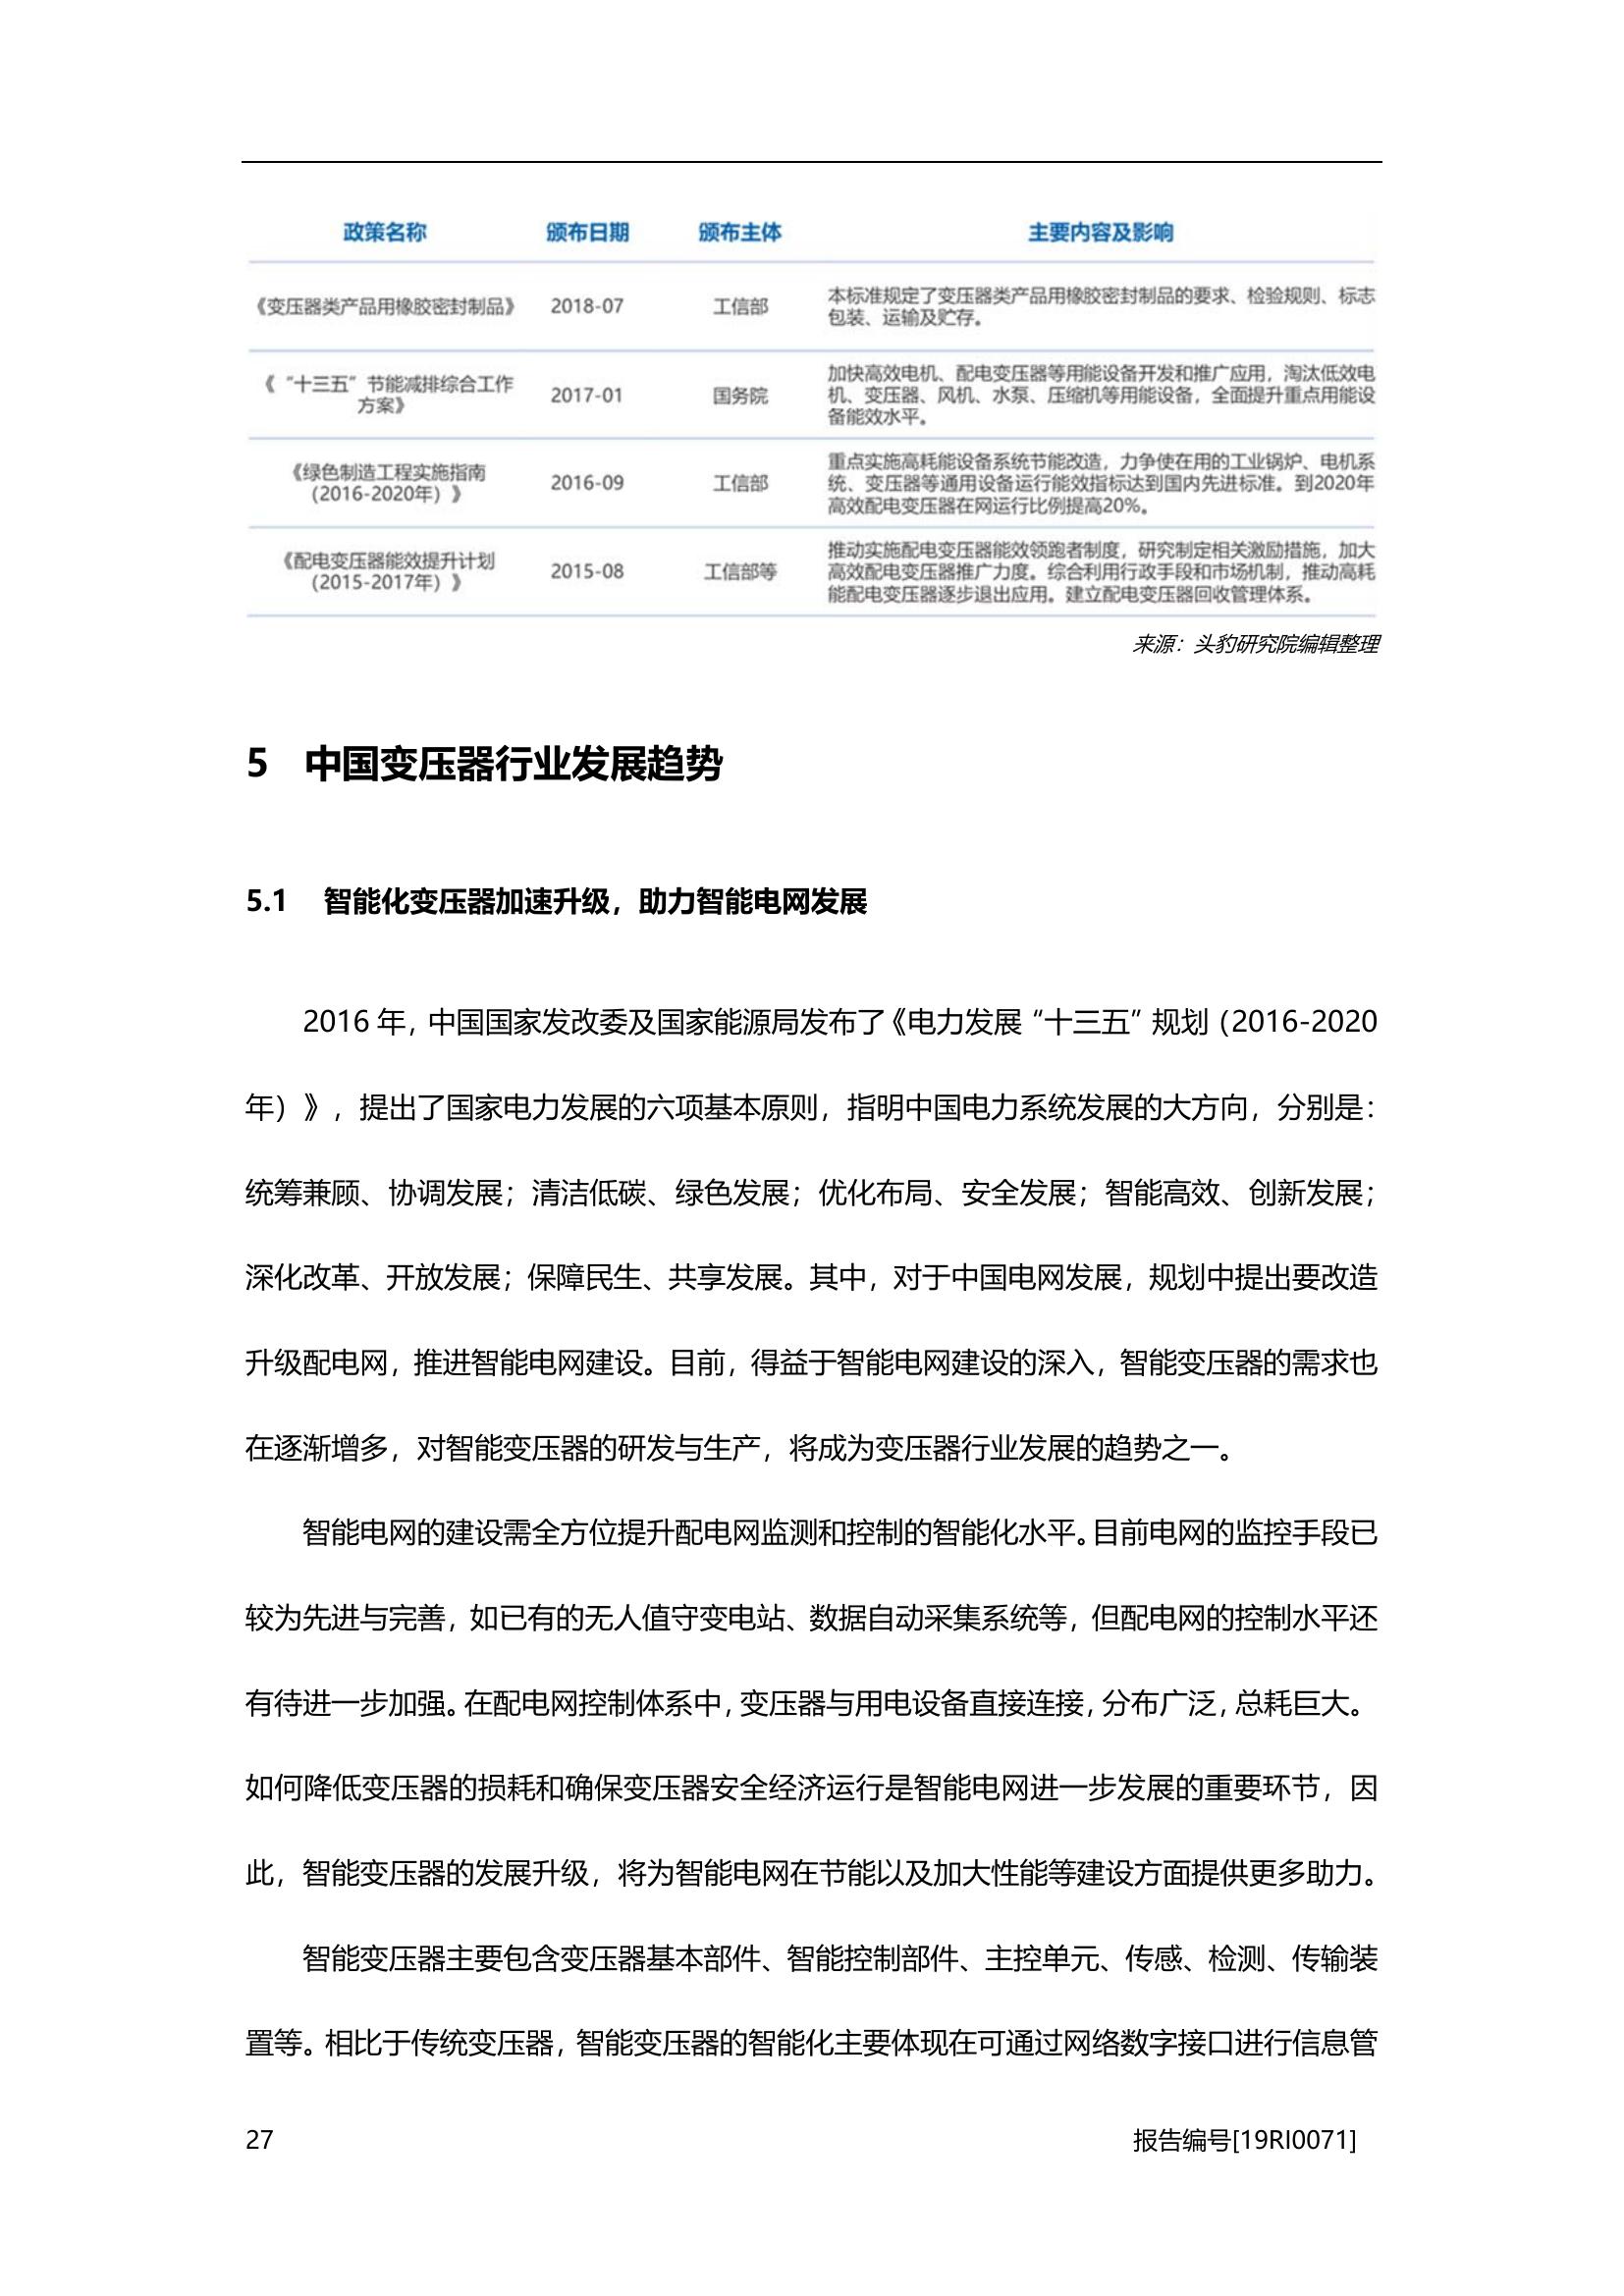 政策名称 颁布日期 颁布主体 主要内容及影响
《变压器类产品用橡胶密封制品》 2018-07 工信部 本标准规定了变压器类产品用橡胶密封制品的要求、检验规则、标志
包装、运输及贮存。
《“十三五”节能减排综合工作
方案》
2017-01 国务院
加快高效电机、配电变压器等用能设备开发和推广应用，淘汰低效电
机、变压器、风机、水泵、压缩机等用能设备，全面提升重点用能设
备能效水平。
《绿色制造工程实施指南
（2016-2020年）》
2016-09 工信部
重点实施高耗能设备系统节能改造，力争使在用的工业锅炉、电机系
统、变压器等通用设备运行能效指标达到国内先进标准。到2020年
高效配电变压器在网运行比例提高20%。
《配电变压器能效提升计划
（2015-2017年）》
2015-08 工信部等
推动实施配电变压器能效领跑者制度，研究制定相关激励措施，加大
高效配电变压器推广力度。综合利用行政手段和市场机制，推动高耗
能配电变压器逐步退出应用。建立配电变压器回收管理体系。
来源：头豹研究院编辑整理
5 中国变压器行业发展趋势
5.1 智能化变压器加速升级，助力智能电网发展
2016 年，中国国家发改委及国家能源局发布了《电力发展“十三五”规划（2016-2020
年）》，提出了国家电力发展的六项基本原则，指明中国电力系统发展的大方向，分别是：
统筹兼顾、协调发展；清洁低碳、绿色发展；优化布局、安全发展；智能高效、创新发展；
深化改革、开放发展；保障民生、共享发展。其中，对于中国电网发展，规划中提出要改造
升级配电网，推进智能电网建设。目前，得益于智能电网建设的深入，智能变压器的需求也
在逐渐增多，对智能变压器的研发与生产，将成为变压器行业发展的趋势之一。
智能电网的建设需全方位提升配电网监测和控制的智能化水平。目前电网的监控手段已
较为先进与完善，如已有的无人值守变电站、数据自动采集系统等，但配电网的控制水平还
有待进一步加强。在配电网控制体系中，变压器与用电设备直接连接，分布广泛，总耗巨大。
如何降低变压器的损耗和确保变压器安全经济运行是智能电网进一步发展的重要环节，因
此，智能变压器的发展升级，将为智能电网在节能以及加大性能等建设方面提供更多助力。
智能变压器主要包含变压器基本部件、智能控制部件、主控单元、传感、检测、传输装
置等。相比于传统变压器，智能变压器的智能化主要体现在可通过网络数字接口进行信息管
27 报告编号[19RI0071]